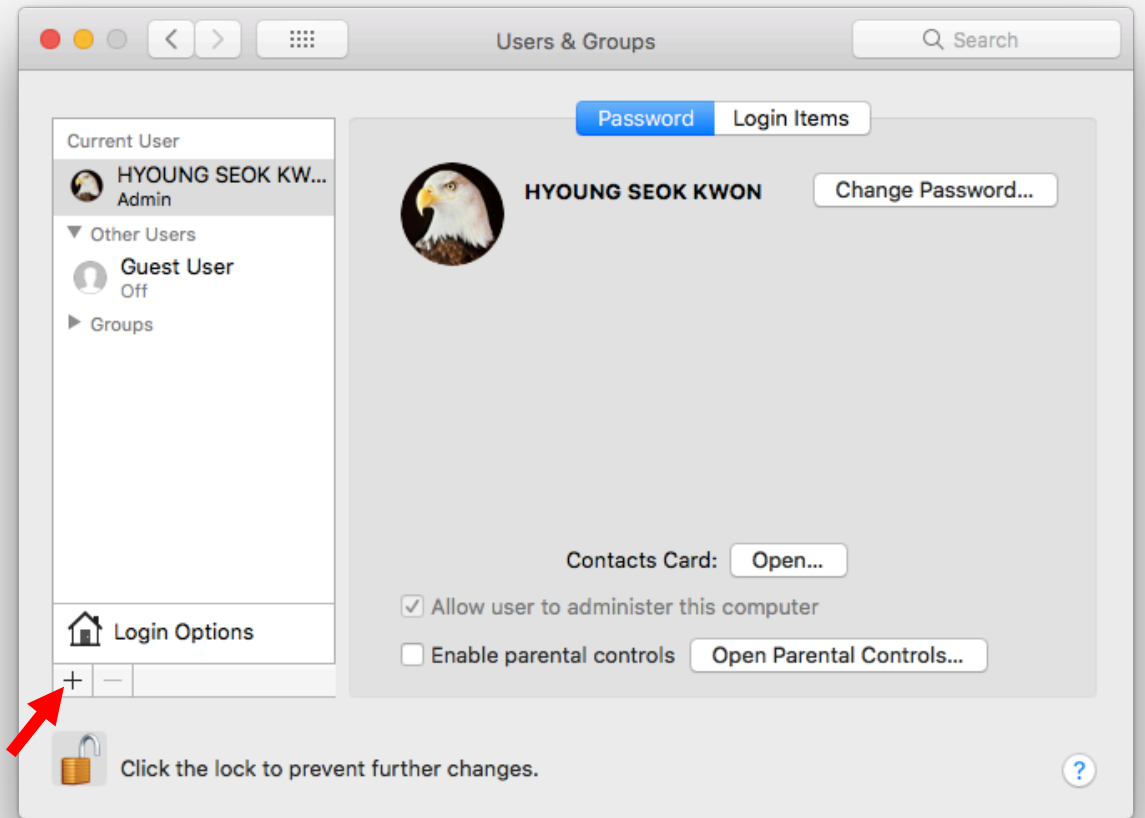 Users & Groups
Search
Password
Login Items
Current User
HYOUNG SEOK KW...
Admin
Other Users
Guest User
Off
Groups
Login Options
HYOUNG SEOK KWON
Change Password...
Contacts Card:
Open...
Allow user to administer this computer
Enable parental controls
Open Parental Controls...
Click the lock to prevent further changes.
?